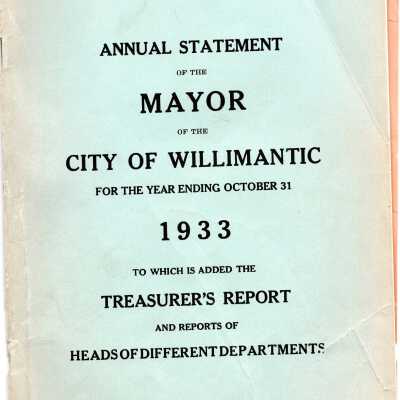 ANNUAL STATEMENT
OF THE
MAYOR
OF THE
CITY OF WILLIMANTIC
FOR THE YEAR ENDING OCTOBER 31
1933
TO WHICH IS ADDED THE
TREASURER'S REPORT
AND REPORTS OF
HEADS OF DIFFERENT DEPARTMENTS